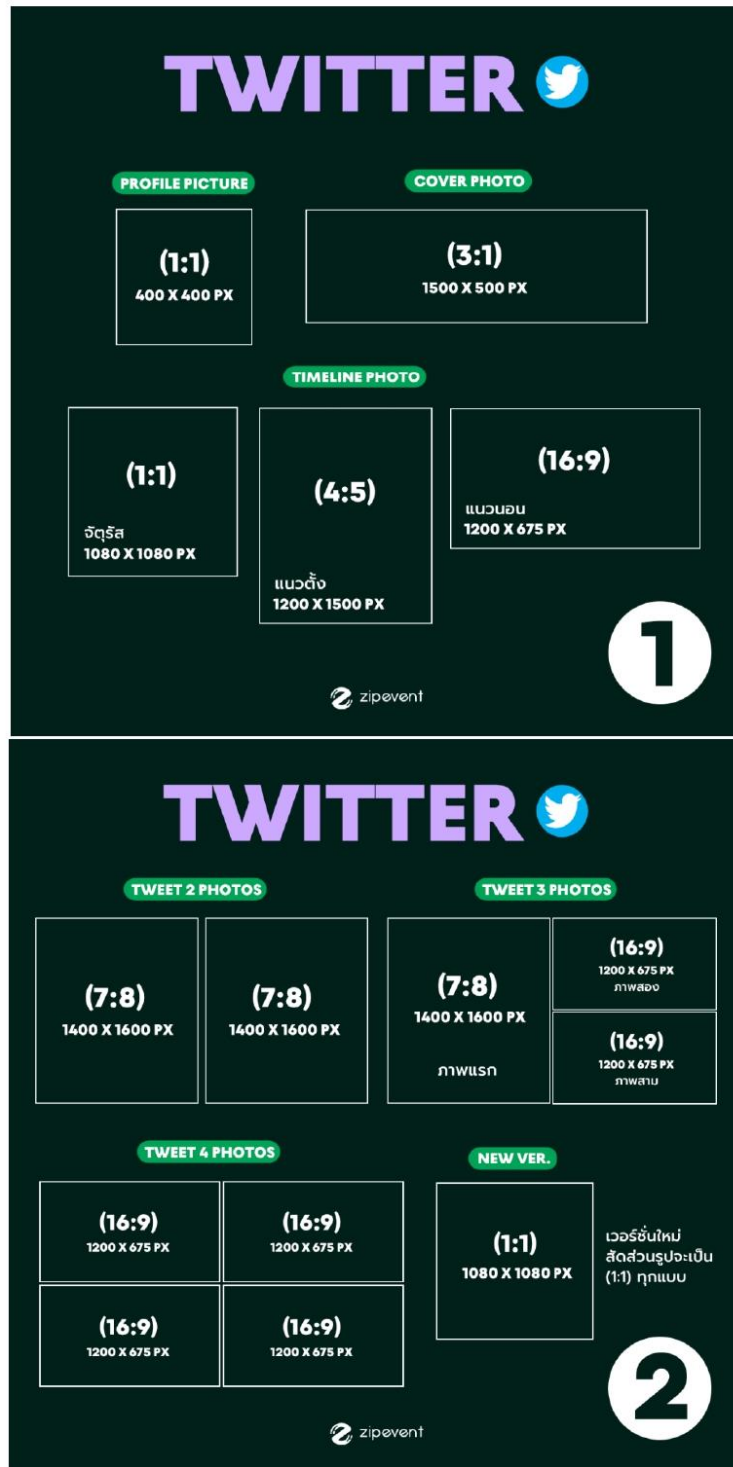 TWITTER
PROFILE PICTURE
(1:1)
400 X 400 PX
COVER PHOTO
(3:1)
1500 X 500 PX
TIMELINE PHOTO
(1:1)
จัตุรัส
1080 X 1080 PX
(4:5)
แนวตั้ง
1200 X 1500 PX
(16:9)
แนวนอน
1200 X 675 PX
1
zipevent
TWITTER
TWEET 2 PHOTOS
(7:8)
1400 X 1600 PX
(7:8)
1400 X 1600 PX
TWEET 3 PHOTOS
(7:8)
1400 X 1600 PX
ภาพแรก
(16:9)
1200 X 675 PX
ภาพสอง
(16:9)
1200 X 675 PX
ภาพสาม
TWEET 4 PHOTOS
(16:9)
1200 X 675 PX
(16:9)
1200 X 675 PX
(16:9)
1200 X 675 PX
(16:9)
1200 X 675 PX
NEW VER.
(1:1)
1080 X 1080 PX
เวอร์ชั่นใหม่
สัดส่วนรูปจะเป็น
(1:1) ทุกแบบ
2
zipevent